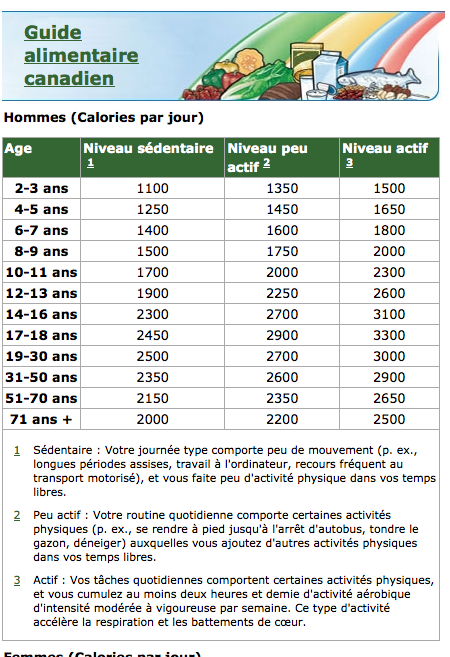 Guide
alimentaire
canadien
Hommes (Calories par jour)
Age Niveau sédentaire 1 Niveau peu actif 2 Niveau actif 3
2-3 ans 1100 1350 1500
4-5 ans 1250 1450 1650
6-7 ans 1400 1600 1800
8-9 ans 1500 1750 2000
10-11 ans 1700 2000 2300
12-13 ans 1900 2250 2600
14-16 ans 2300 2700 3100
17-18 ans 2450 2900 3300
19-30 ans 2500 2700 3000
31-50 ans 2350 2600 2900
51-70 ans 2150 2350 2650
71 ans + 2000 2200 2500
1 Sédentaire : Votre journée type comporte peu de mouvement (p. ex.,
longues périodes assises, travail à l'ordinateur, recours fréquent au
transport motorisé), et vous faite peu d'activité physique dans vos temps
libres.
2 Peu actif : Votre routine quotidienne comporte certaines activités
physiques (p. ex., se rendre à pied jusqu'à l'arrêt d'autobus, tondre le
gazon, déneiger) auxquelles vous ajoutez d'autres activités physiques
dans vos temps libres.
3 Actif : Vos tâches quotidiennes comportent certaines activités physiques,
et vous cumulez au moins deux heures et demie d'activité aérobique
d'intensité modérée à vigoureuse par semaine. Ce type d'activité
accélère la respiration et les battements de cœur.
Femmes (Calories par jour)